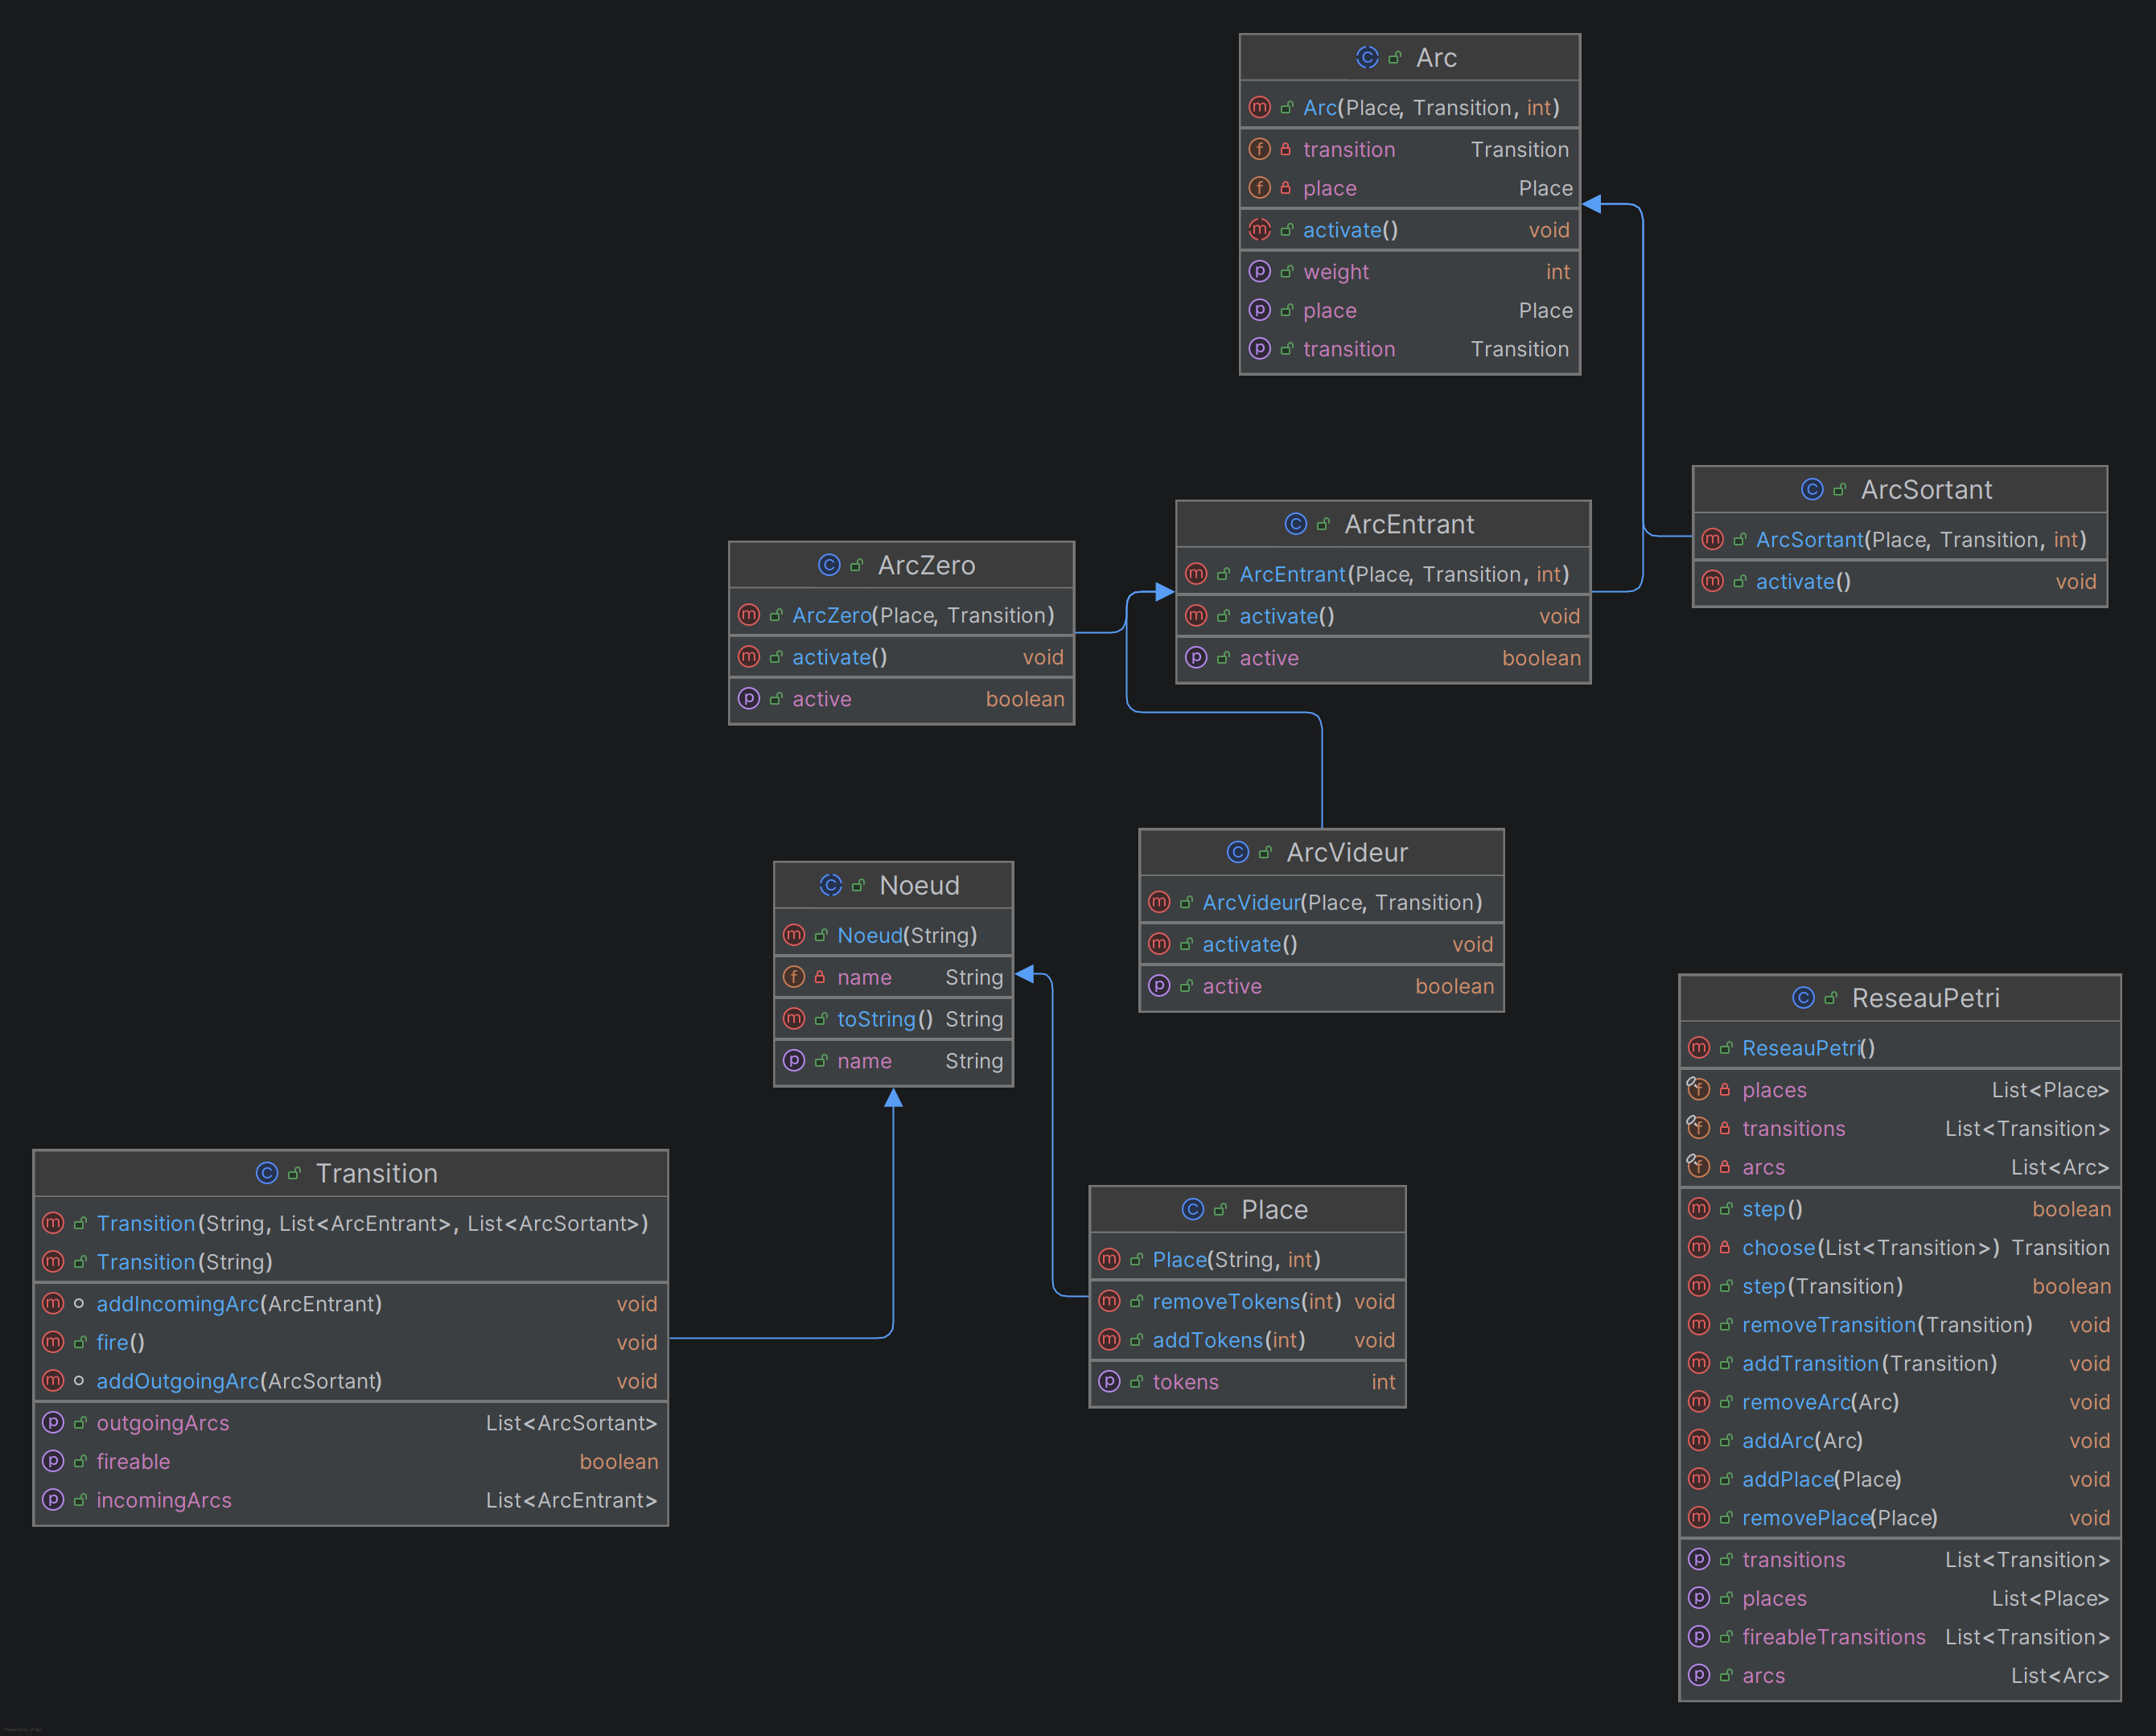 Arc
Arc(Place, Transition, int)
transition Transition
place Place
activate() void
weight int
place Place
transition Transition
ArcSortant
ArcSortant(Place, Transition, int)
activate() void
ArcEntrant
ArcEntrant(Place, Transition, int)
activate() void
active boolean
ArcZero
ArcZero(Place, Transition)
activate() void
active boolean
ArcVideur
ArcVideur(Place, Transition)
activate() void
active boolean
Noeud
Noeud(String)
name String
toString() String
name String
ReseauPetri
ReseauPetri()
places List<Place>
transitions List<Transition>
arcs List<Arc>
step() boolean
choose(List<Transition>) Transition
step(Transition) boolean
removeTransition(Transition) void
addTransition(Transition) void
removeArc(Arc) void
addArc(Arc) void
addPlace(Place) void
removePlace(Place) void
transitions List<Transition>
places List<Place>
fireableTransitions List<Transition>
arcs List<Arc>
Transition
Transition(String, List<ArcEntrant>, List<ArcSortant>)
Transition(String)
addIncomingArc(ArcEntrant) void
fire() void
addOutgoingArc(ArcSortant) void
outgoingArcs List<ArcSortant>
fireable boolean
incomingArcs List<ArcEntrant>
Place
Place(String, int)
removeTokens(int) void
addTokens(int) void
tokens int